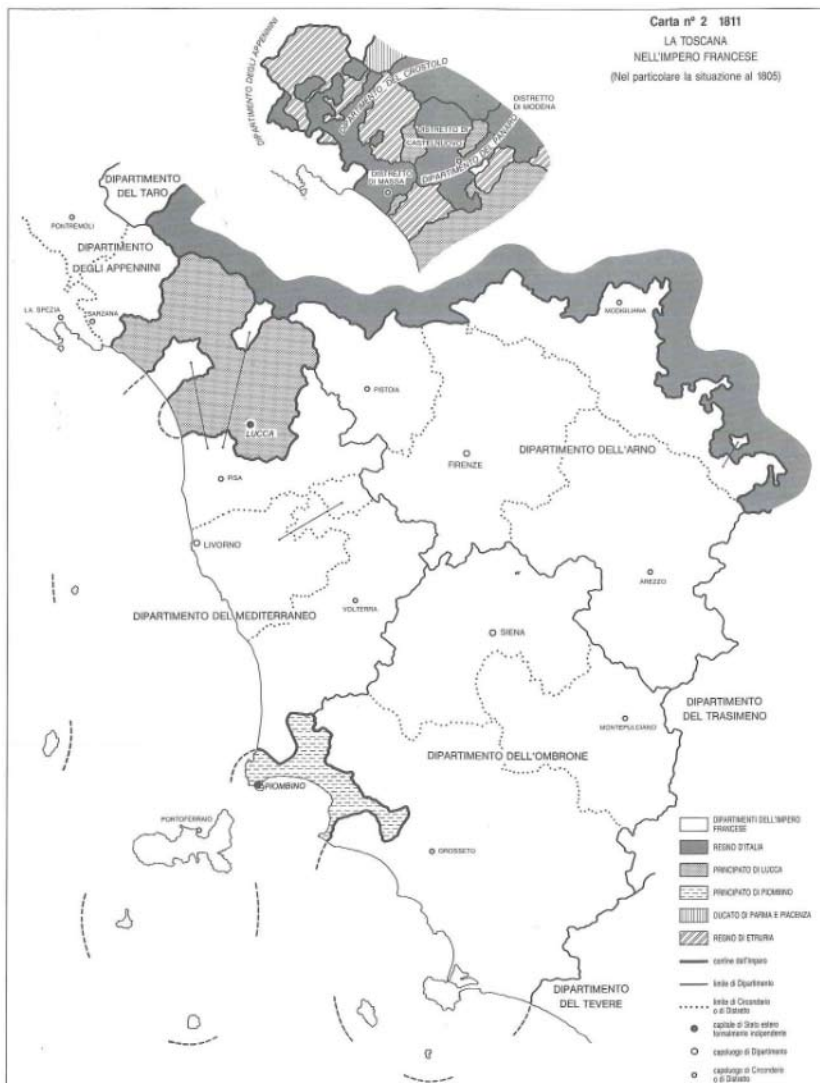 Carta nº 2 1811
LA TOSCANA
NELL'IMPERO FRANCESE
(Nel particolare la situazione al 1805)
DIPARTIMENTO DEGLI APPENNINI
DIPARTIMENTO DEL CROSTOLO
DISTRETTO
DI MODENA
DISTRETTO DI
CASTELNUOVO
DIPARTIMENTO DEL PANARO
DISTRETTO
DI MASSA
DIPARTIMENTO
DEL TARO
PONTREMOLI
DIPARTIMENTO
DEGLI APPENNINI
LA SPEZIA
SARZANA
MODIGLIANA
PISTOIA
LUCCA
DIPARTIMENTO DELL'ARNO
FIRENZE
PISA
LIVORNO
AREZZO
VOLTERRA
DIPARTIMENTO DEL MEDITERRANEO
SIENA
DIPARTIMENTO
DEL TRASIMENO
MONTEPULCIANO
DIPARTIMENTO DELL'OMBRONE
PIOMBINO
PORTOFERRAIO
GROSSETO
DIPARTIMENTO
DEL TEVERE
DIPARTIMENTI DELL'IMPERO
FRANCESE
REGNO D'ITALIA
PRINCIPATO DI LUCCA
PRINCIPATO DI PIOMBINO
DUCATO DI PARMA E PIACENZA
REGNO DI ETRURIA
confine dell'Impero
limite di Dipartimento
limite di Circondario
o di Distretto
capitale di Stato estero
formalmente indipendente
capoluogo di Dipartimento
capoluogo di Circondario
o di Distretto